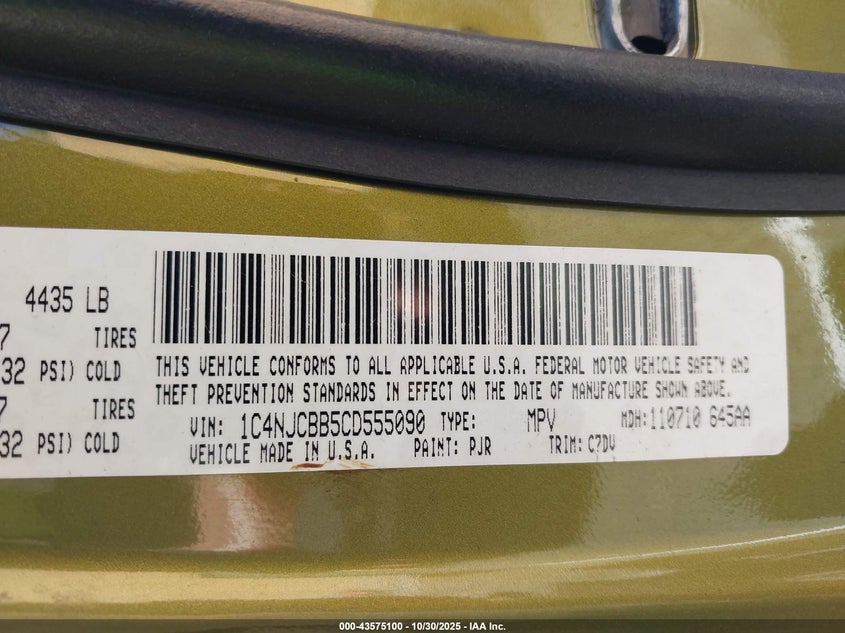 4435 LB
7 TIRES
32 PSI) COLD
7 TIRES
32 PSI) COLD
THIS VEHICLE CONFORMS TO ALL APPLICABLE U.S.A. FEDERAL MOTOR VEHICLE SAFETY AND
THEFT PREVENTION STANDARDS IN EFFECT ON THE DATE OF MANUFACTURE SHOWN ABOVE.
VIN: 1C4NJCBB5CD555090 TYPE: MPV MDH:110710 645AA
VEHICLE MADE IN U.S.A. PAINT: PJR TRIM: C7DV
000-43575100 - 10/30/2025 - IAA Inc.